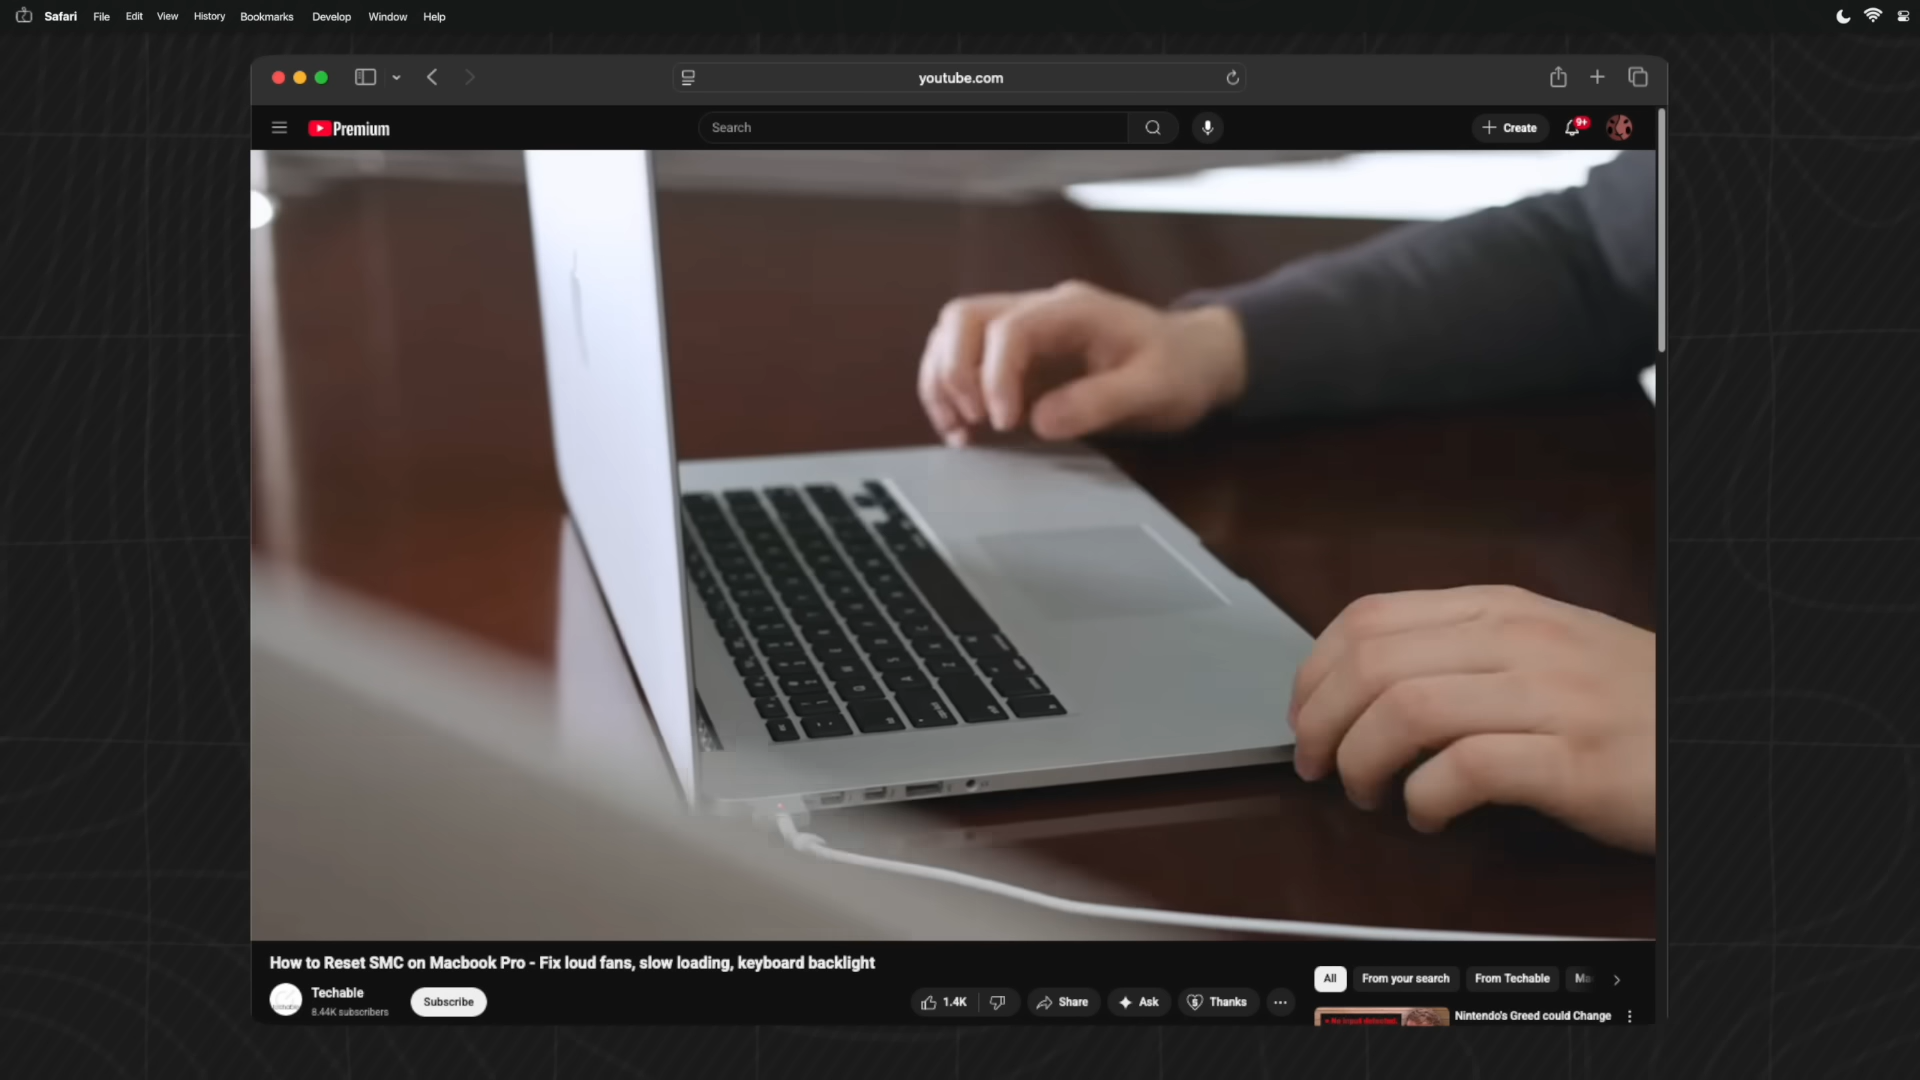 Safari File Edit View History Bookmarks Develop Window Help
youtube.com
Premium
Search
Create
9+
How to Reset SMC on Macbook Pro - Fix loud fans, slow loading, keyboard backlight
Techable
8.44K subscribers
Subscribe
1.4K
Share
Ask
Thanks
All
From your search
From Techable
Ma
Nintendo's Greed could Change